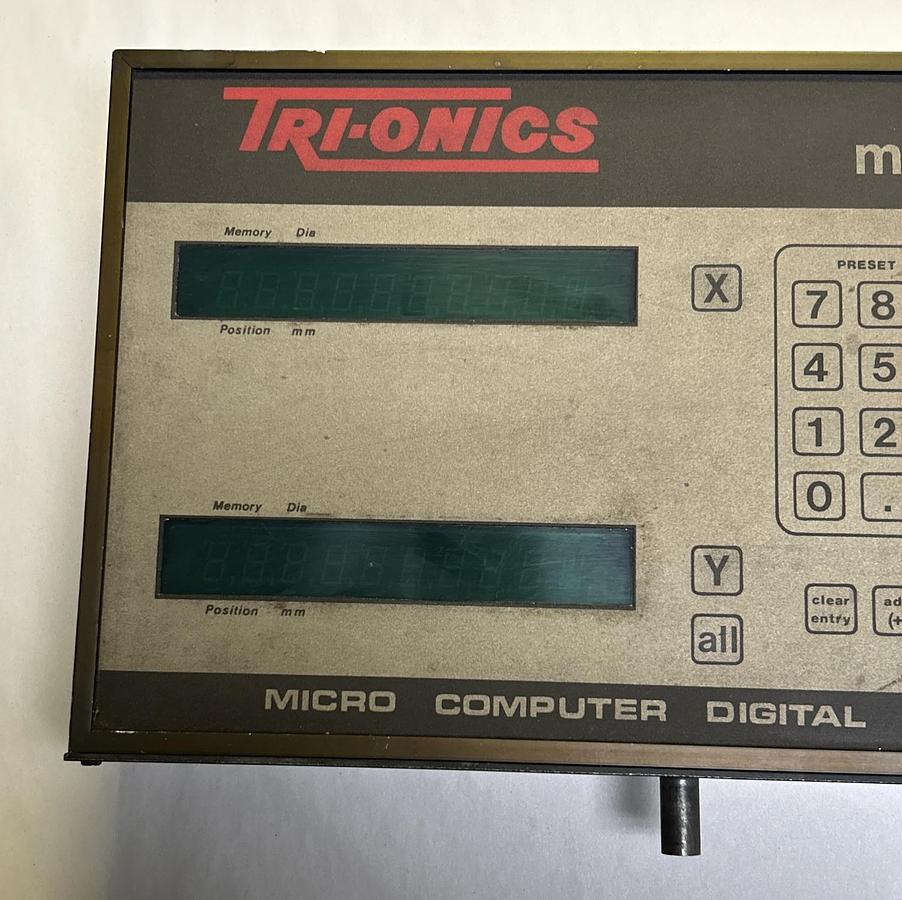 TRI-ONICS
m
Memory Dia
Position mm
X
PRESET
7 8
4 5
1 2
0 .
Memory Dia
Position mm
Y
all
clear
entry
ad
(+
MICRO COMPUTER DIGITAL